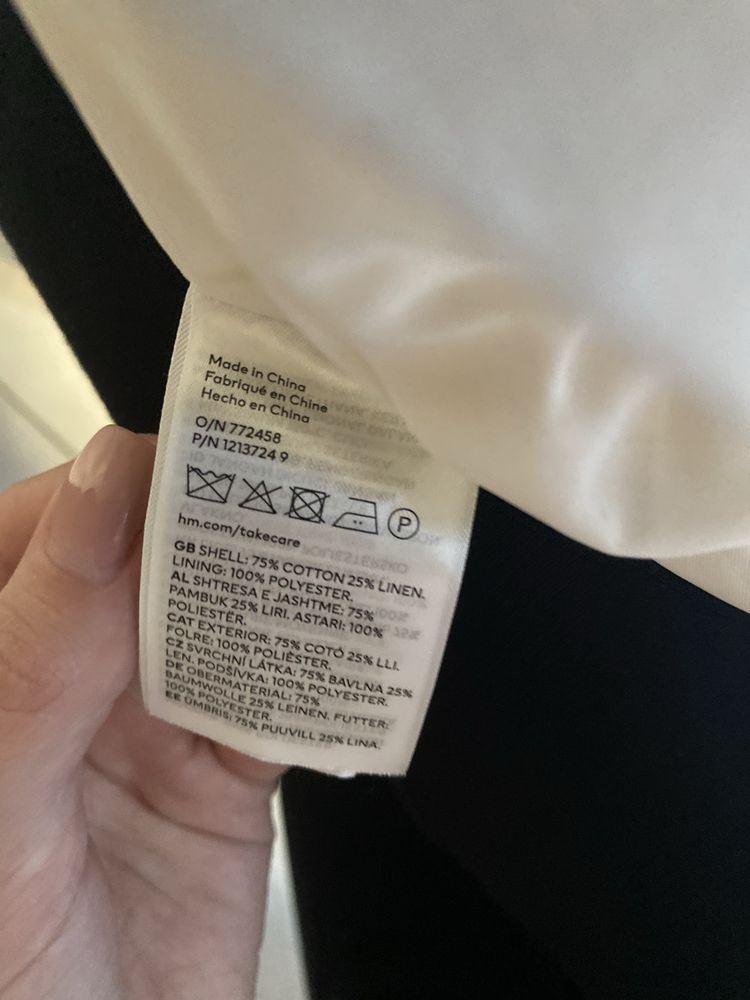 Made in China
Fabriqué en Chine
Hecho en China
O/N 772458
P/N 1213724 9
P
hm.com/takecare
GB SHELL: 75% COTTON 25% LINEN.
LINING: 100% POLYESTER.
AL SHTRESA E JASHTME: 75%
PAMBUK 25% LIRI. ASTARI: 100%
POLIESTËR.
CAT EXTERIOR: 75% COTÓ 25% LLI.
FOLRE: 100% POLIÈSTER.
CZ SVRCHNÍ LÁTKA: 75% BAVLNA 25%
LEN. PODŠÍVKA: 100% POLYESTER.
DE OBERMATERIAL: 75%
BAUMWOLLE 25% LEINEN. FUTTER:
100% POLYESTER.
EE ÜMBRIS: 75% PUUVILL 25% LINA.